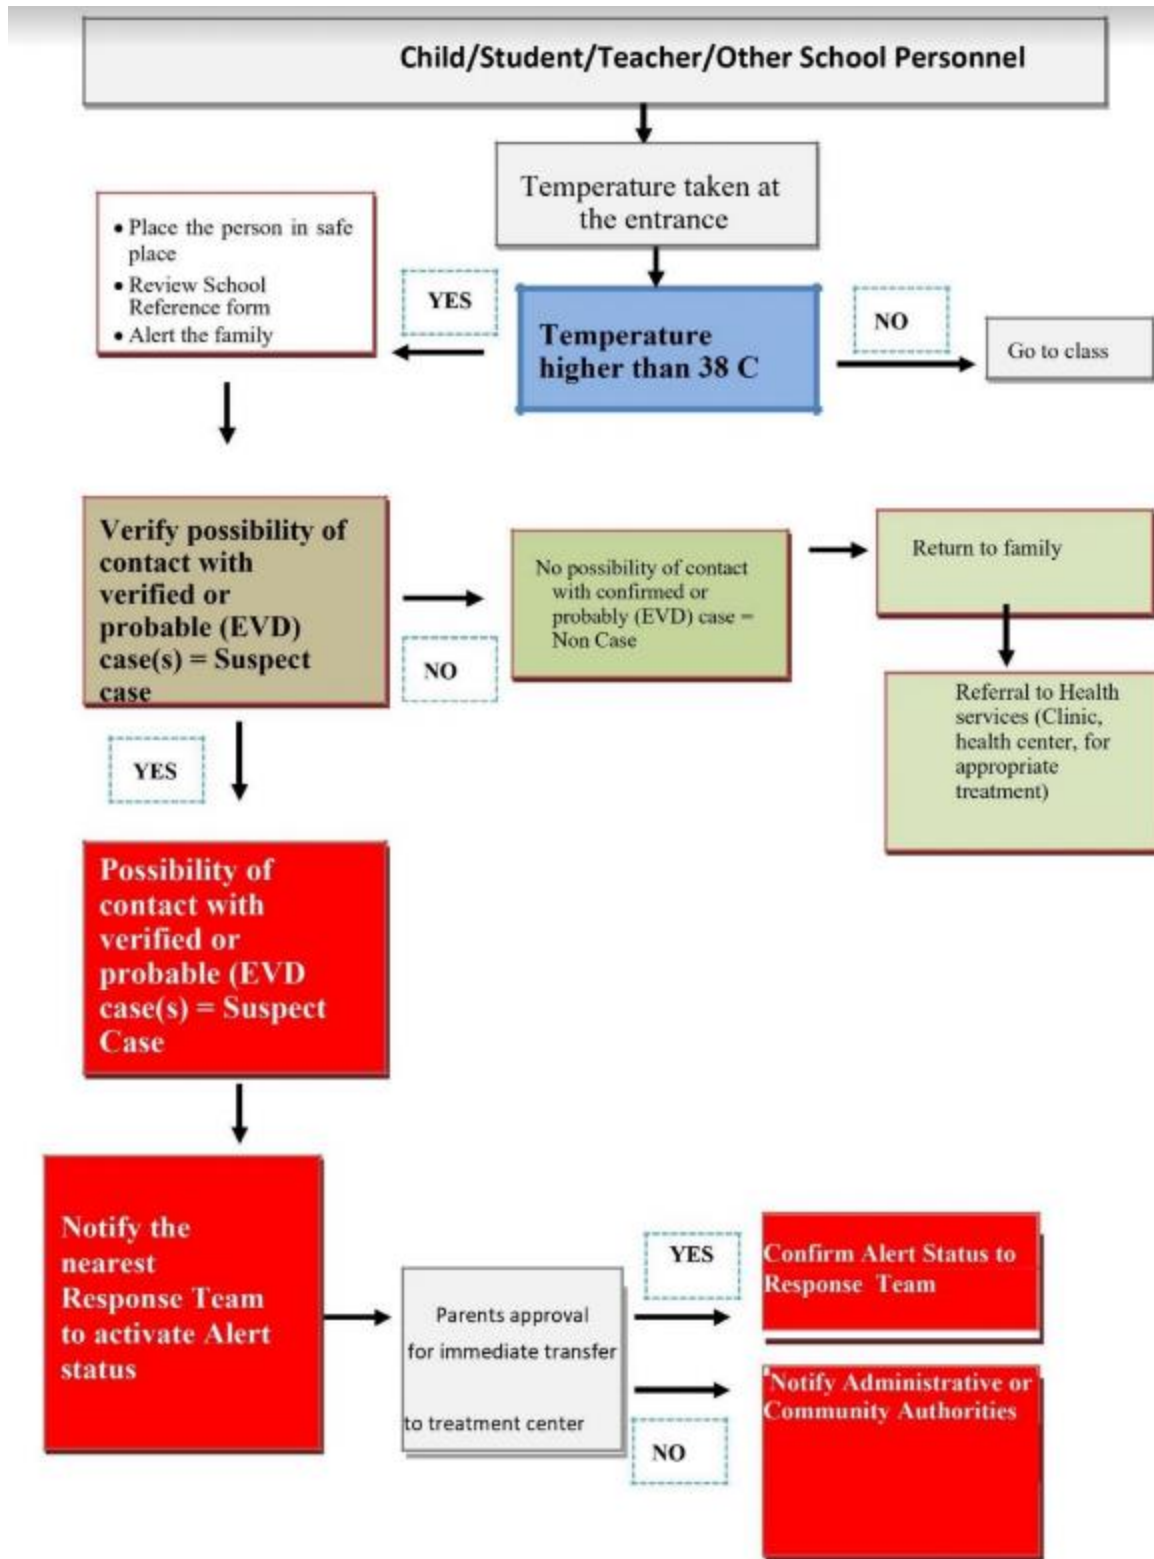 Child/Student/Teacher/Other School Personnel
Temperature taken at
the entrance
• Place the person in safe
place
• Review School
Reference form
• Alert the family
YES
Temperature
higher than 38 C
NO
Go to class
Verify possibility of
contact with
verified or
probable (EVD)
case(s) = Suspect
case
NO
No possibility of contact
with confirmed or
probably (EVD) case =
Non Case
Return to family
Referral to Health
services (Clinic,
health center, for
appropriate
treatment)
YES
Possibility of
contact with
verified or
probable (EVD
case(s) = Suspect
Case
Notify the
nearest
Response Team
to activate Alert
status
Parents approval
for immediate transfer
to treatment center
YES
Confirm Alert Status to
Response Team
NO
Notify Administrative or
Community Authorities